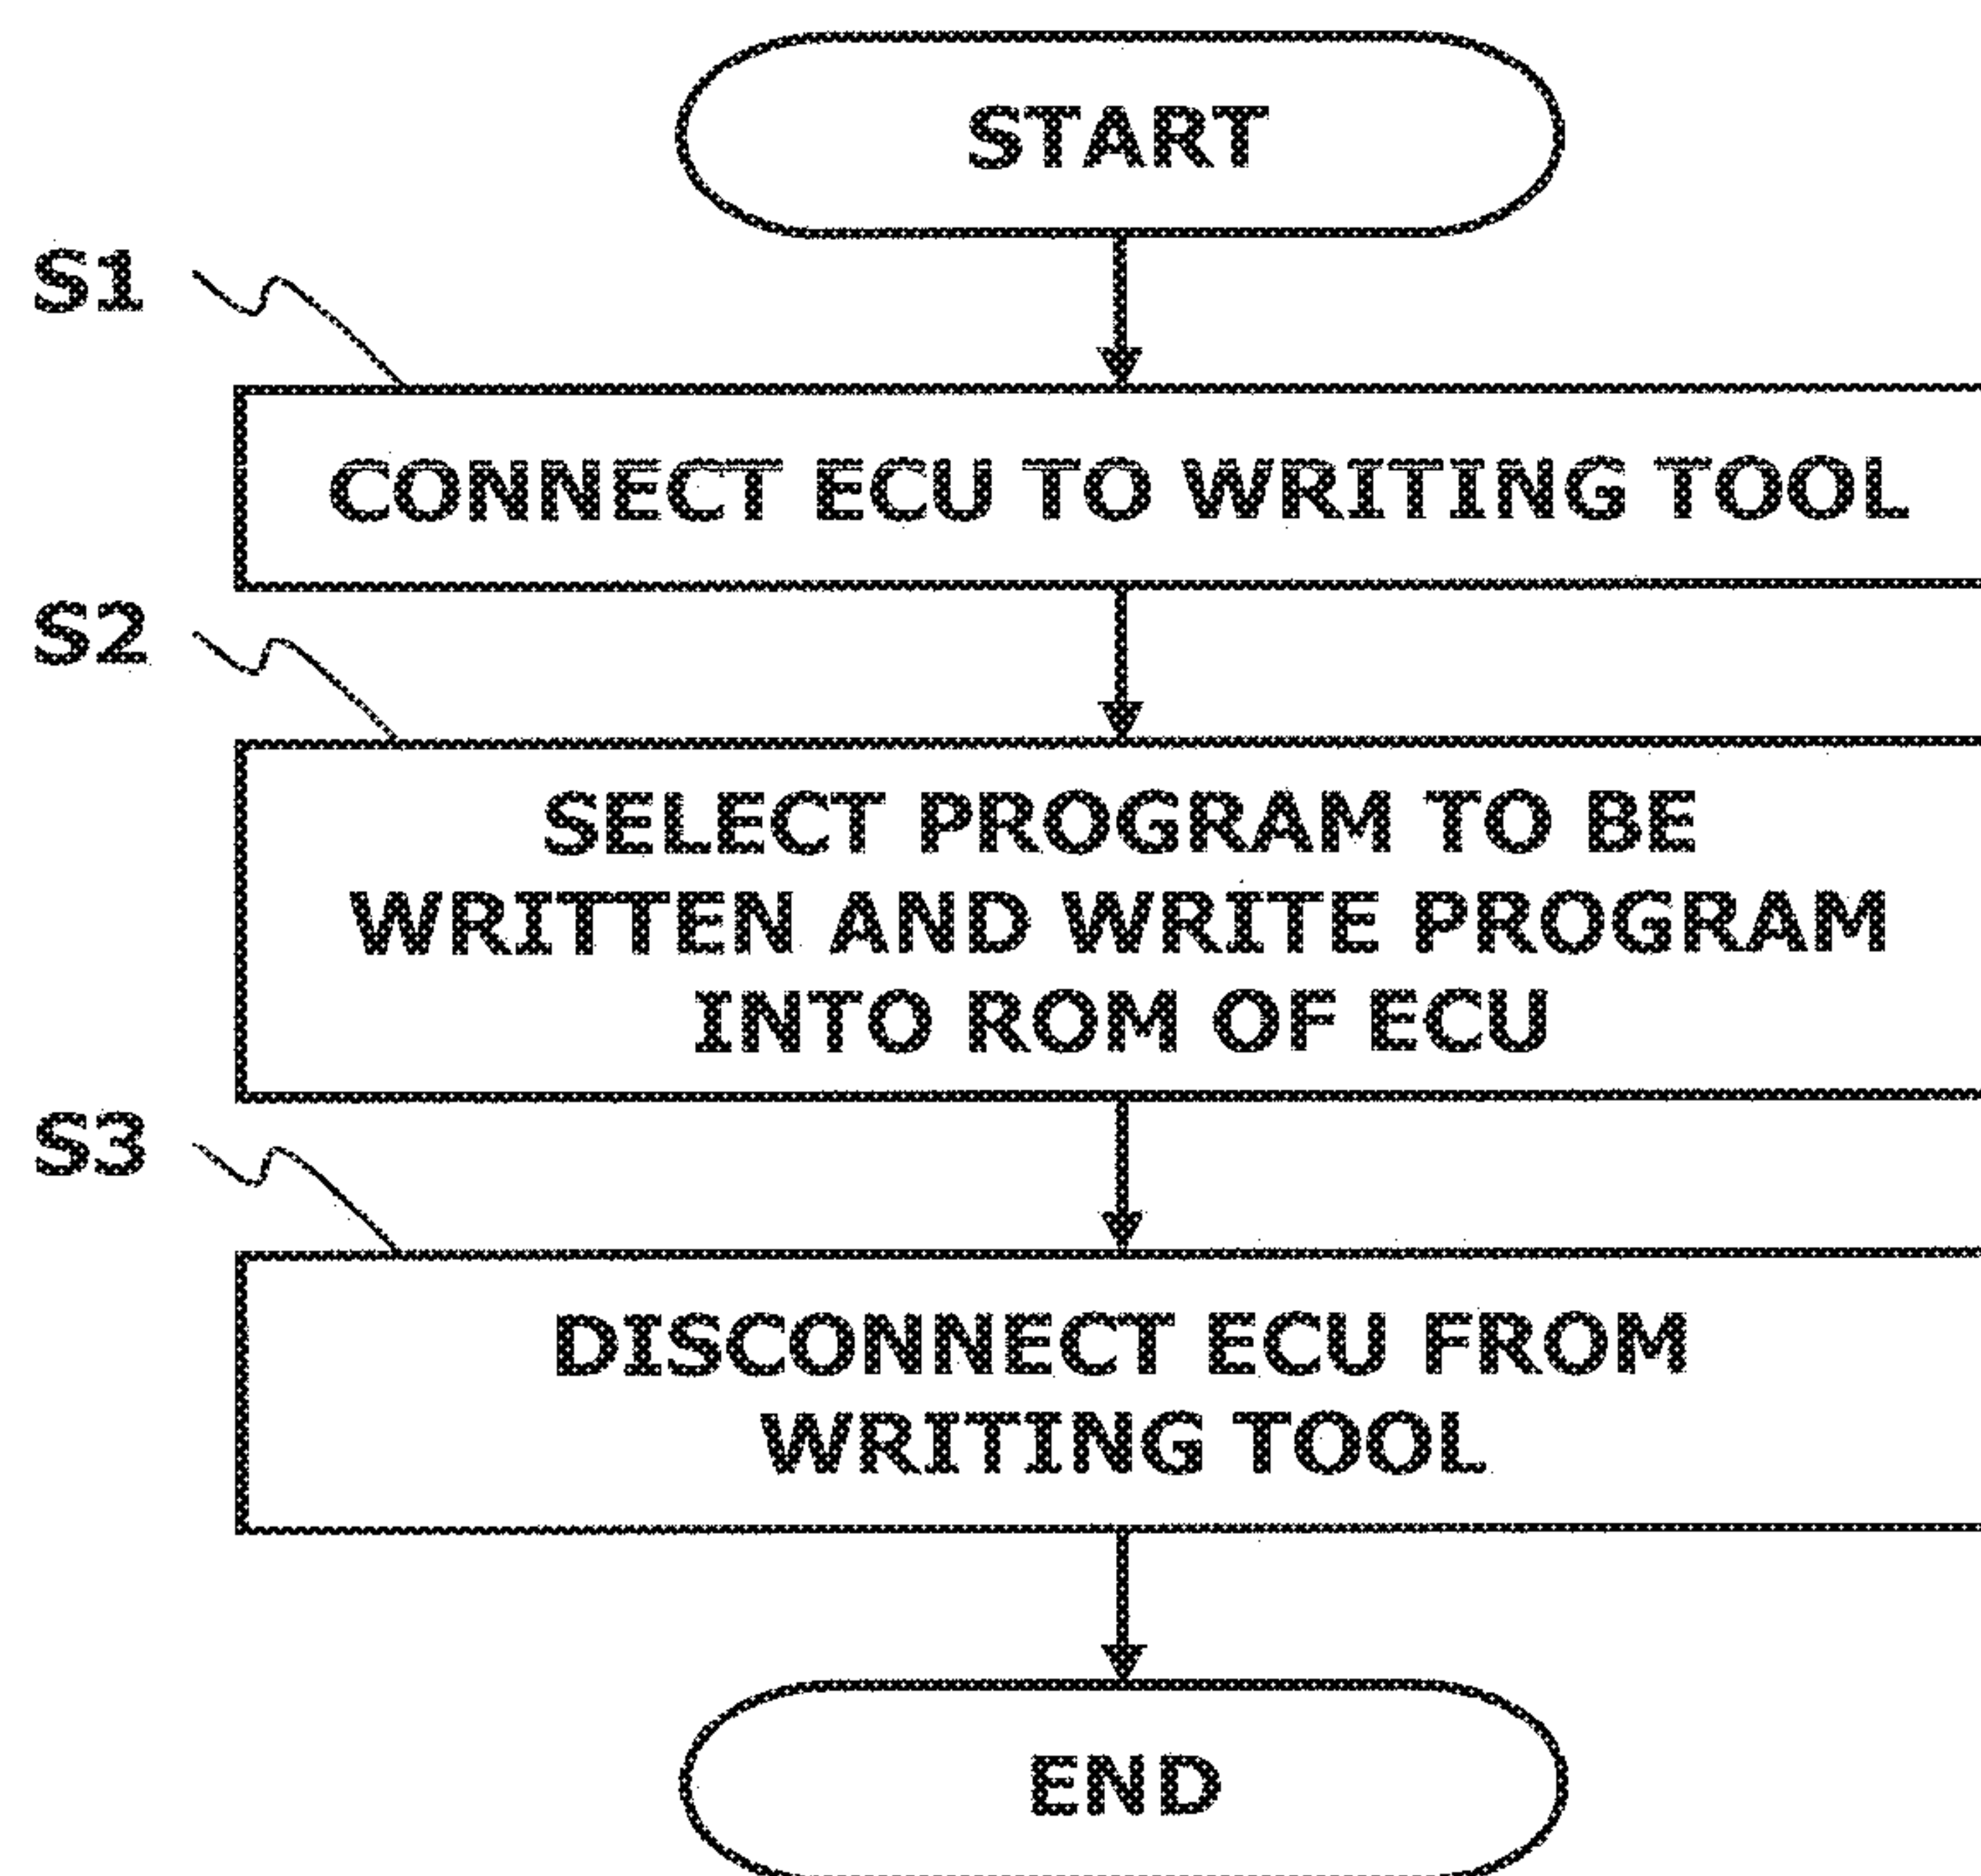 START
S1
CONNECT ECU TO WRITING TOOL
S2
SELECT PROGRAM TO BE
WRITTEN AND WRITE PROGRAM
INTO ROM OF ECU
S3
DISCONNECT ECU FROM
WRITING TOOL
END